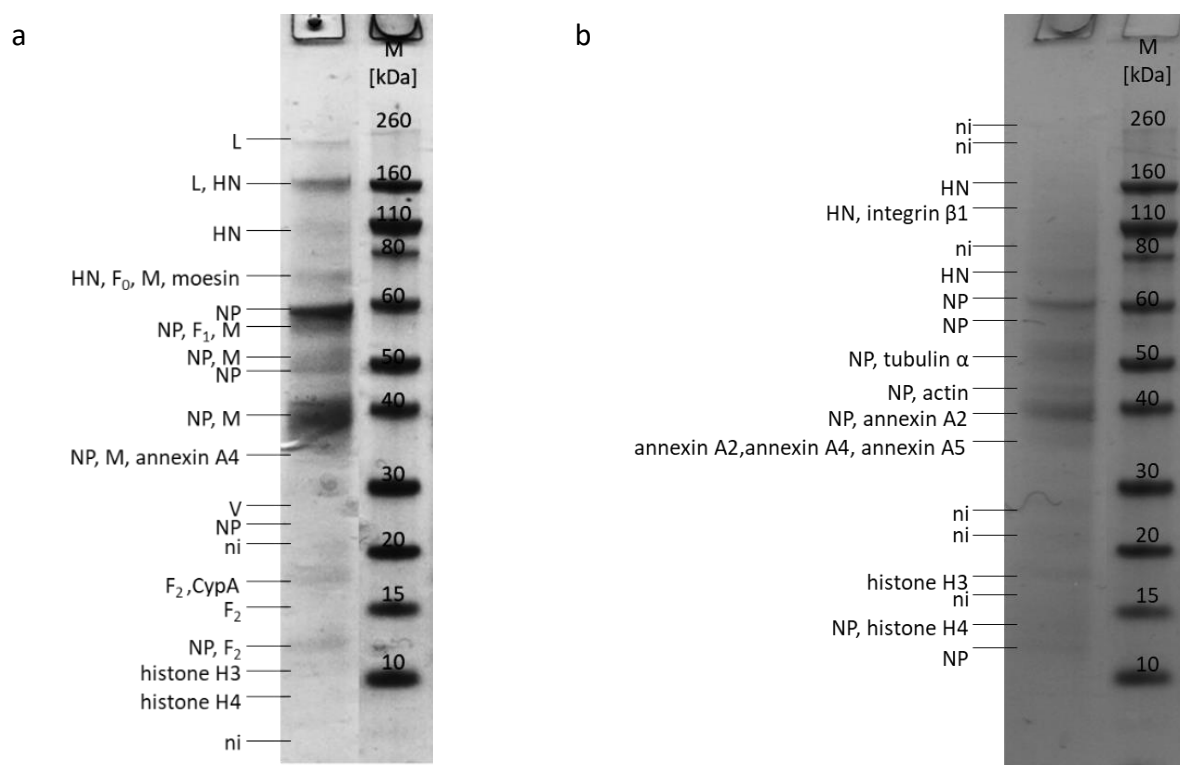 a
M
[kDa]
260
L
160
L, HN
110
HN
80
HN, F₀, M, moesin
60
NP
NP, F₁, M
NP, M
50
NP
40
NP, M
NP, M, annexin A4
30
V
NP
20
ni
F₂ ,CypA
15
F₂
NP, F₂
10
histone H3
histone H4
ni
b
M
[kDa]
260
ni
ni
160
HN
HN, integrin β1
110
ni
80
HN
NP
60
NP
NP, tubulin α
50
NP, actin
40
NP, annexin A2
annexin A2,annexin A4, annexin A5
30
ni
ni
20
histone H3
ni
15
NP, histone H4
NP
10